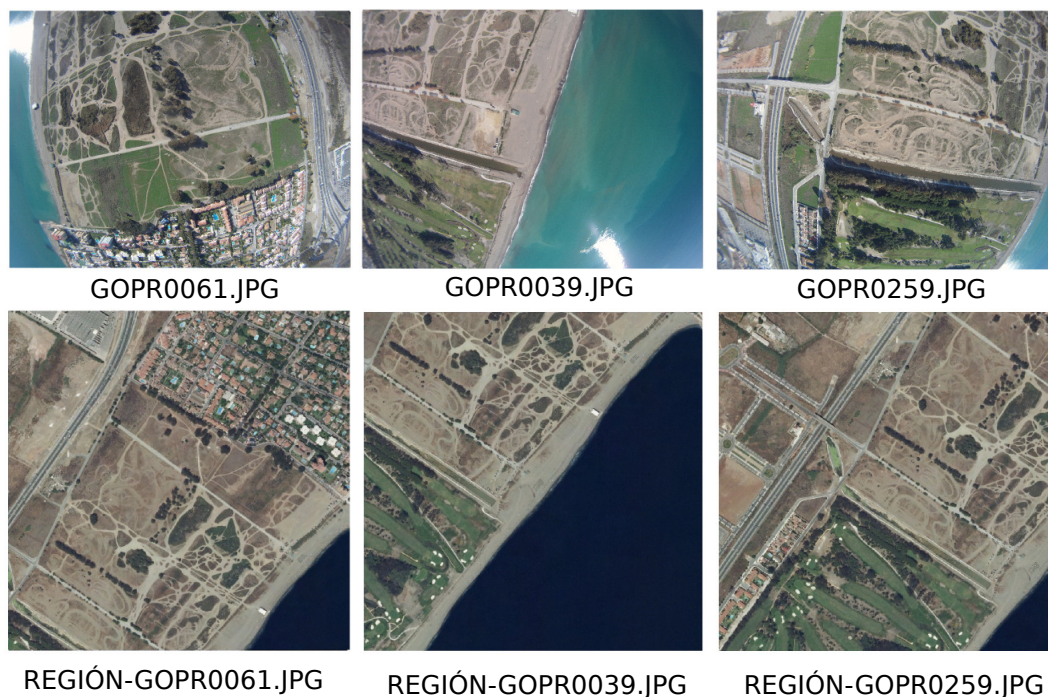 GOPR0061.JPG
GOPR0039.JPG
GOPR0259.JPG
REGIÓN-GOPR0061.JPG
REGIÓN-GOPR0039.JPG
REGIÓN-GOPR0259.JPG